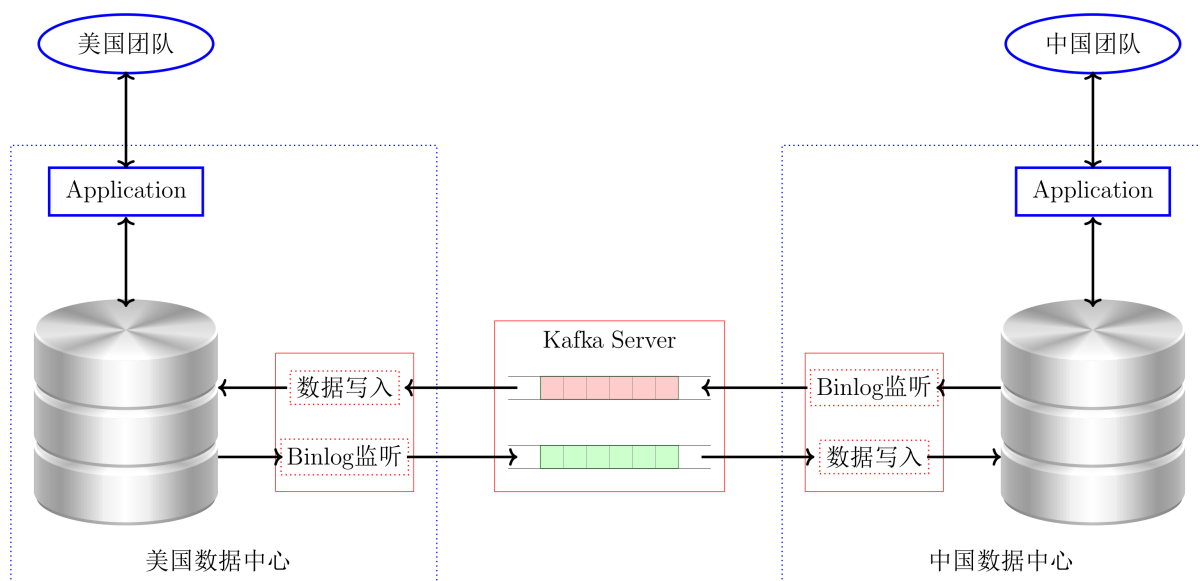 美国团队
中国团队
Application
Application
Kafka Server
数据写入
Binlog监听
Binlog监听
数据写入
美国数据中心
中国数据中心